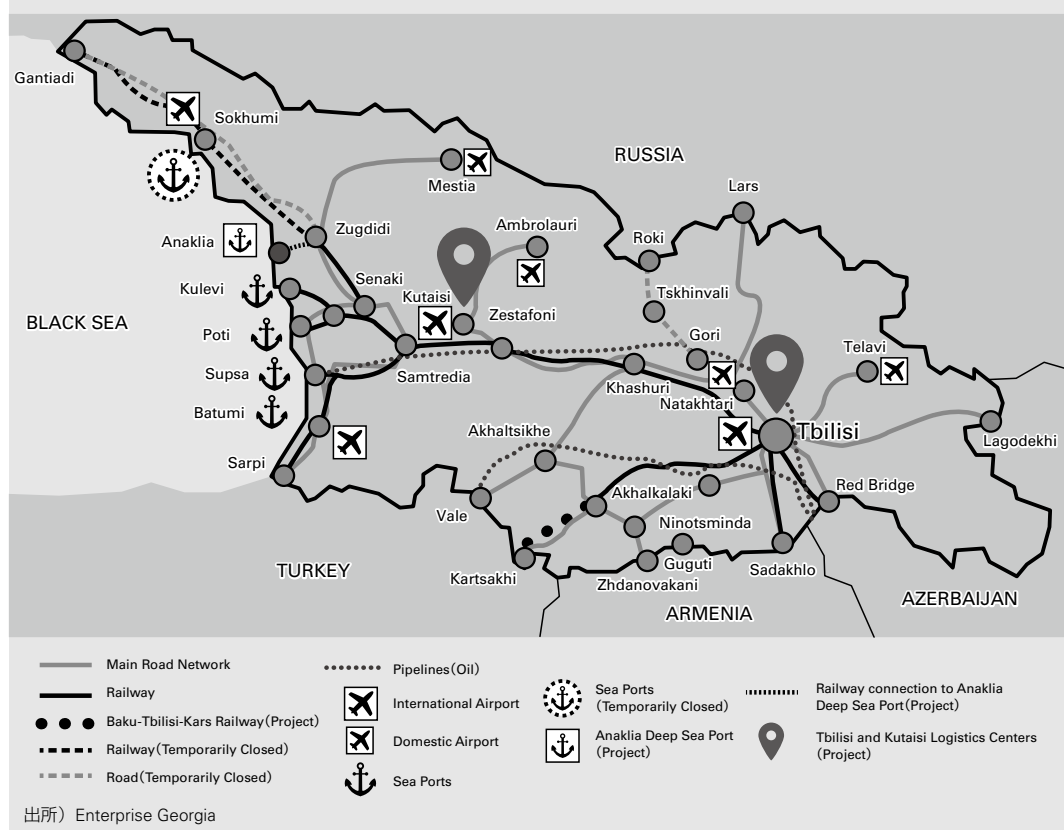 Gantiadi
Sokhumi
RUSSIA
Mestia
Lars
Ambrolauri
Roki
Zugdidi
Anaklia
Senaki
Kulevi
Kutaisi
Tskhinvali
Zestafoni
BLACK SEA
Poti
Gori
Telavi
Supsa
Samtredia
Khashuri
Natakhtari
Batumi
Akhaltsikhe
Tbilisi
Lagodekhi
Sarpi
Akhalkalaki
Red Bridge
Vale
Ninotsminda
Guguti
Kartsakhi
Zhdanovakani
Sadakhlo
TURKEY
ARMENIA
AZERBAIJAN
Main Road Network
Railway
Baku-Tbilisi-Kars Railway(Project)
Railway(Temporarily Closed)
Road(Temporarily Closed)
Pipelines(Oil)
International Airport
Domestic Airport
Sea Ports
Sea Ports
(Temporarily Closed)
Anaklia Deep Sea Port
(Project)
Railway connection to Anaklia
Deep Sea Port(Project)
Tbilisi and Kutaisi Logistics Centers
(Project)
出所）Enterprise Georgia